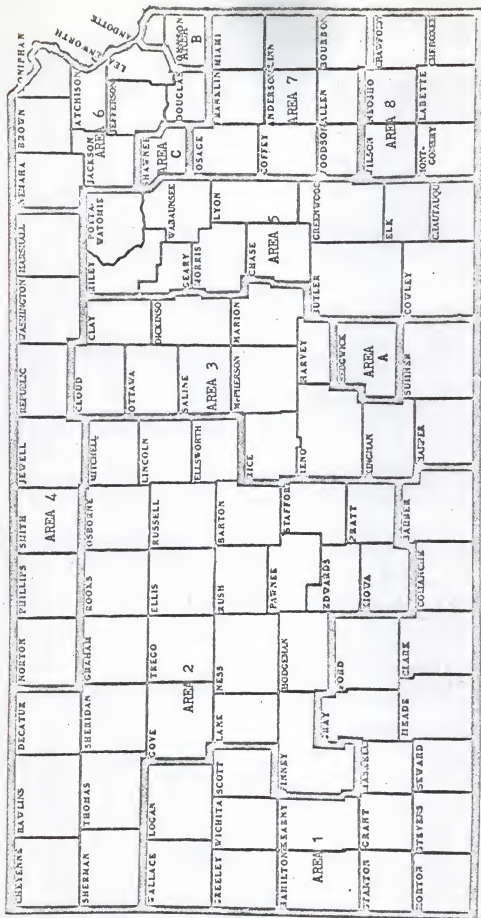 CHEYENNE RAWLINS DECATUR NORTON PHILLIPS SMITH JEWELL REPUBLIC WASHINGTON MARSHALL NEMAHA BROWN DONIPHAN
AREA 4
SHERMAN THOMAS SHERIDAN GRAHAM ROOKS OSBORNE MITCHELL CLOUD CLAY RILEY POTTA-
WATOMIE JACKSON ATCHISON
AREA 6
JEFFERSON LEAVENWORTH WYANDOTTE
WALLACE LOGAN GOVE TREGO ELLIS RUSSELL LINCOLN OTTAWA DICKINSON GEARY WABAUNSEE SHAWNEE DOUGLAS JOHNSON
AREA 2
ELLSWORTH SALINE MORRIS
AREA 3
AREA
C
AREA
B
GREELEY WICHITA SCOTT LANE NESS RUSH BARTON RICE McPHERSON MARION CHASE LYON OSAGE FRANKLIN MIAMI
AREA 5
HAMILTON KEARNY FINNEY HODGEMAN PAWNEE STAFFORD RENO HARVEY BUTLER GREENWOOD COFFEY ANDERSON LINN
AREA 1
AREA 7
GRAY FORD EDWARDS PRATT SEDGWICK
AREA
A
WOODSON ALLEN BOURBON
STANTON GRANT HASKELL KIOWA KINGMAN ELK WILSON NEOSHO CRAWFORD
AREA 8
MORTON STEVENS SEWARD MEADE CLARK COMANCHE BARBER HARPER SUMNER COWLEY CHAUTAUQUA MONT-
GOMERY LABETTE CHEROKEE